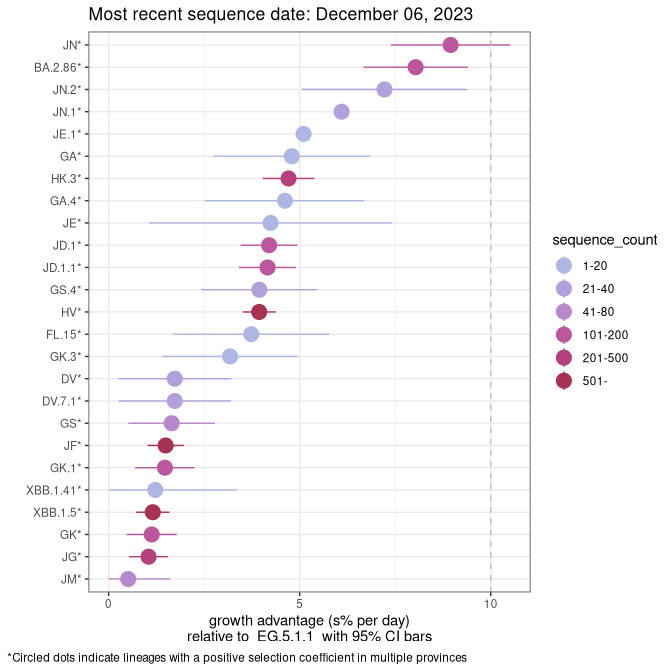 Most recent sequence date: December 06, 2023
JN*
BA.2.86*
JN.2*
JN.1*
JE.1*
GA*
HK.3*
GA.4*
JE*
JD.1*
JD.1.1*
GS.4*
HV*
FL.15*
GK.3*
DV*
DV.7.1*
GS*
JF*
GK.1*
XBB.1.41*
XBB.1.5*
GK*
JG*
JM*
0 5 10
growth advantage (s% per day)
relative to EG.5.1.1 with 95% CI bars
sequence_count
1-20
21-40
41-80
101-200
201-500
501-
*Circled dots indicate lineages with a positive selection coefficient in multiple provinces